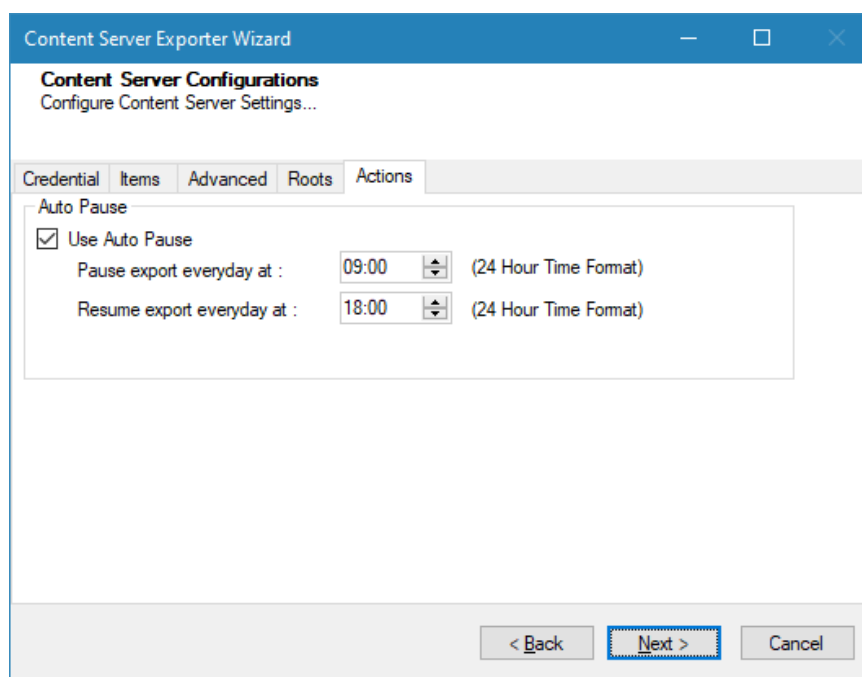 Content Server Exporter Wizard
Content Server Configurations
Configure Content Server Settings...
Credential Items Advanced Roots Actions
Auto Pause
Use Auto Pause
Pause export everyday at : 09:00 (24 Hour Time Format)
Resume export everyday at : 18:00 (24 Hour Time Format)
< Back Next > Cancel